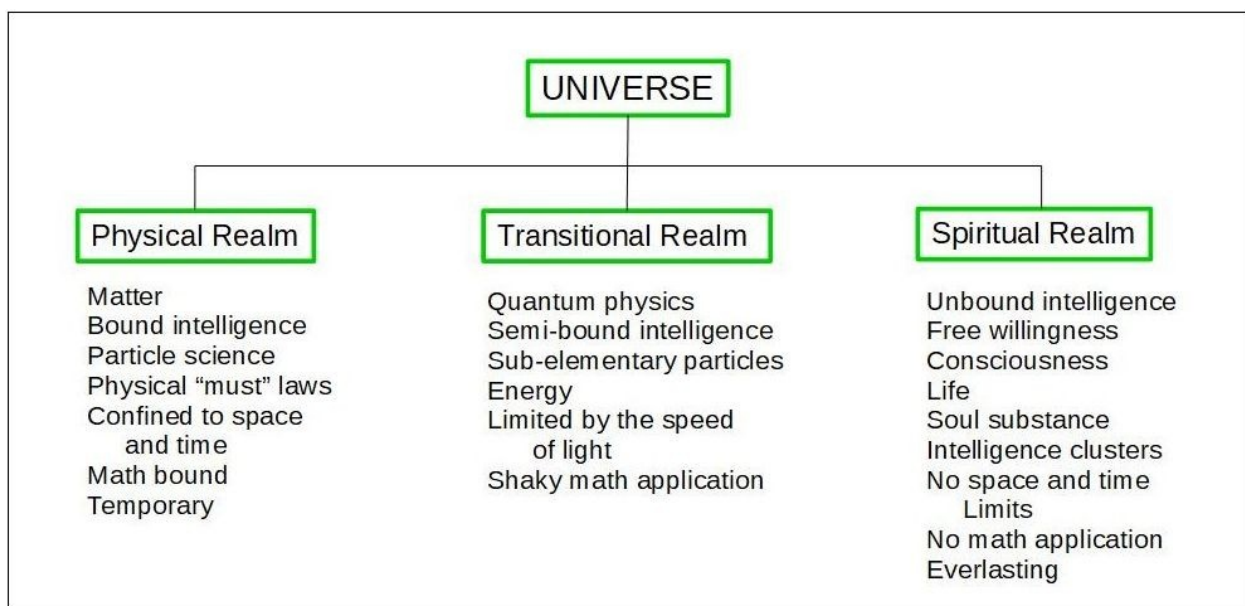 UNIVERSE
Physical Realm
Matter
Bound intelligence
Particle science
Physical “must” laws
Confined to space
and time
Math bound
Temporary
Transitional Realm
Quantum physics
Semi-bound intelligence
Sub-elementary particles
Energy
Limited by the speed
of light
Shaky math application
Spiritual Realm
Unbound intelligence
Free willingness
Consciousness
Life
Soul substance
Intelligence clusters
No space and time
Limits
No math application
Everlasting